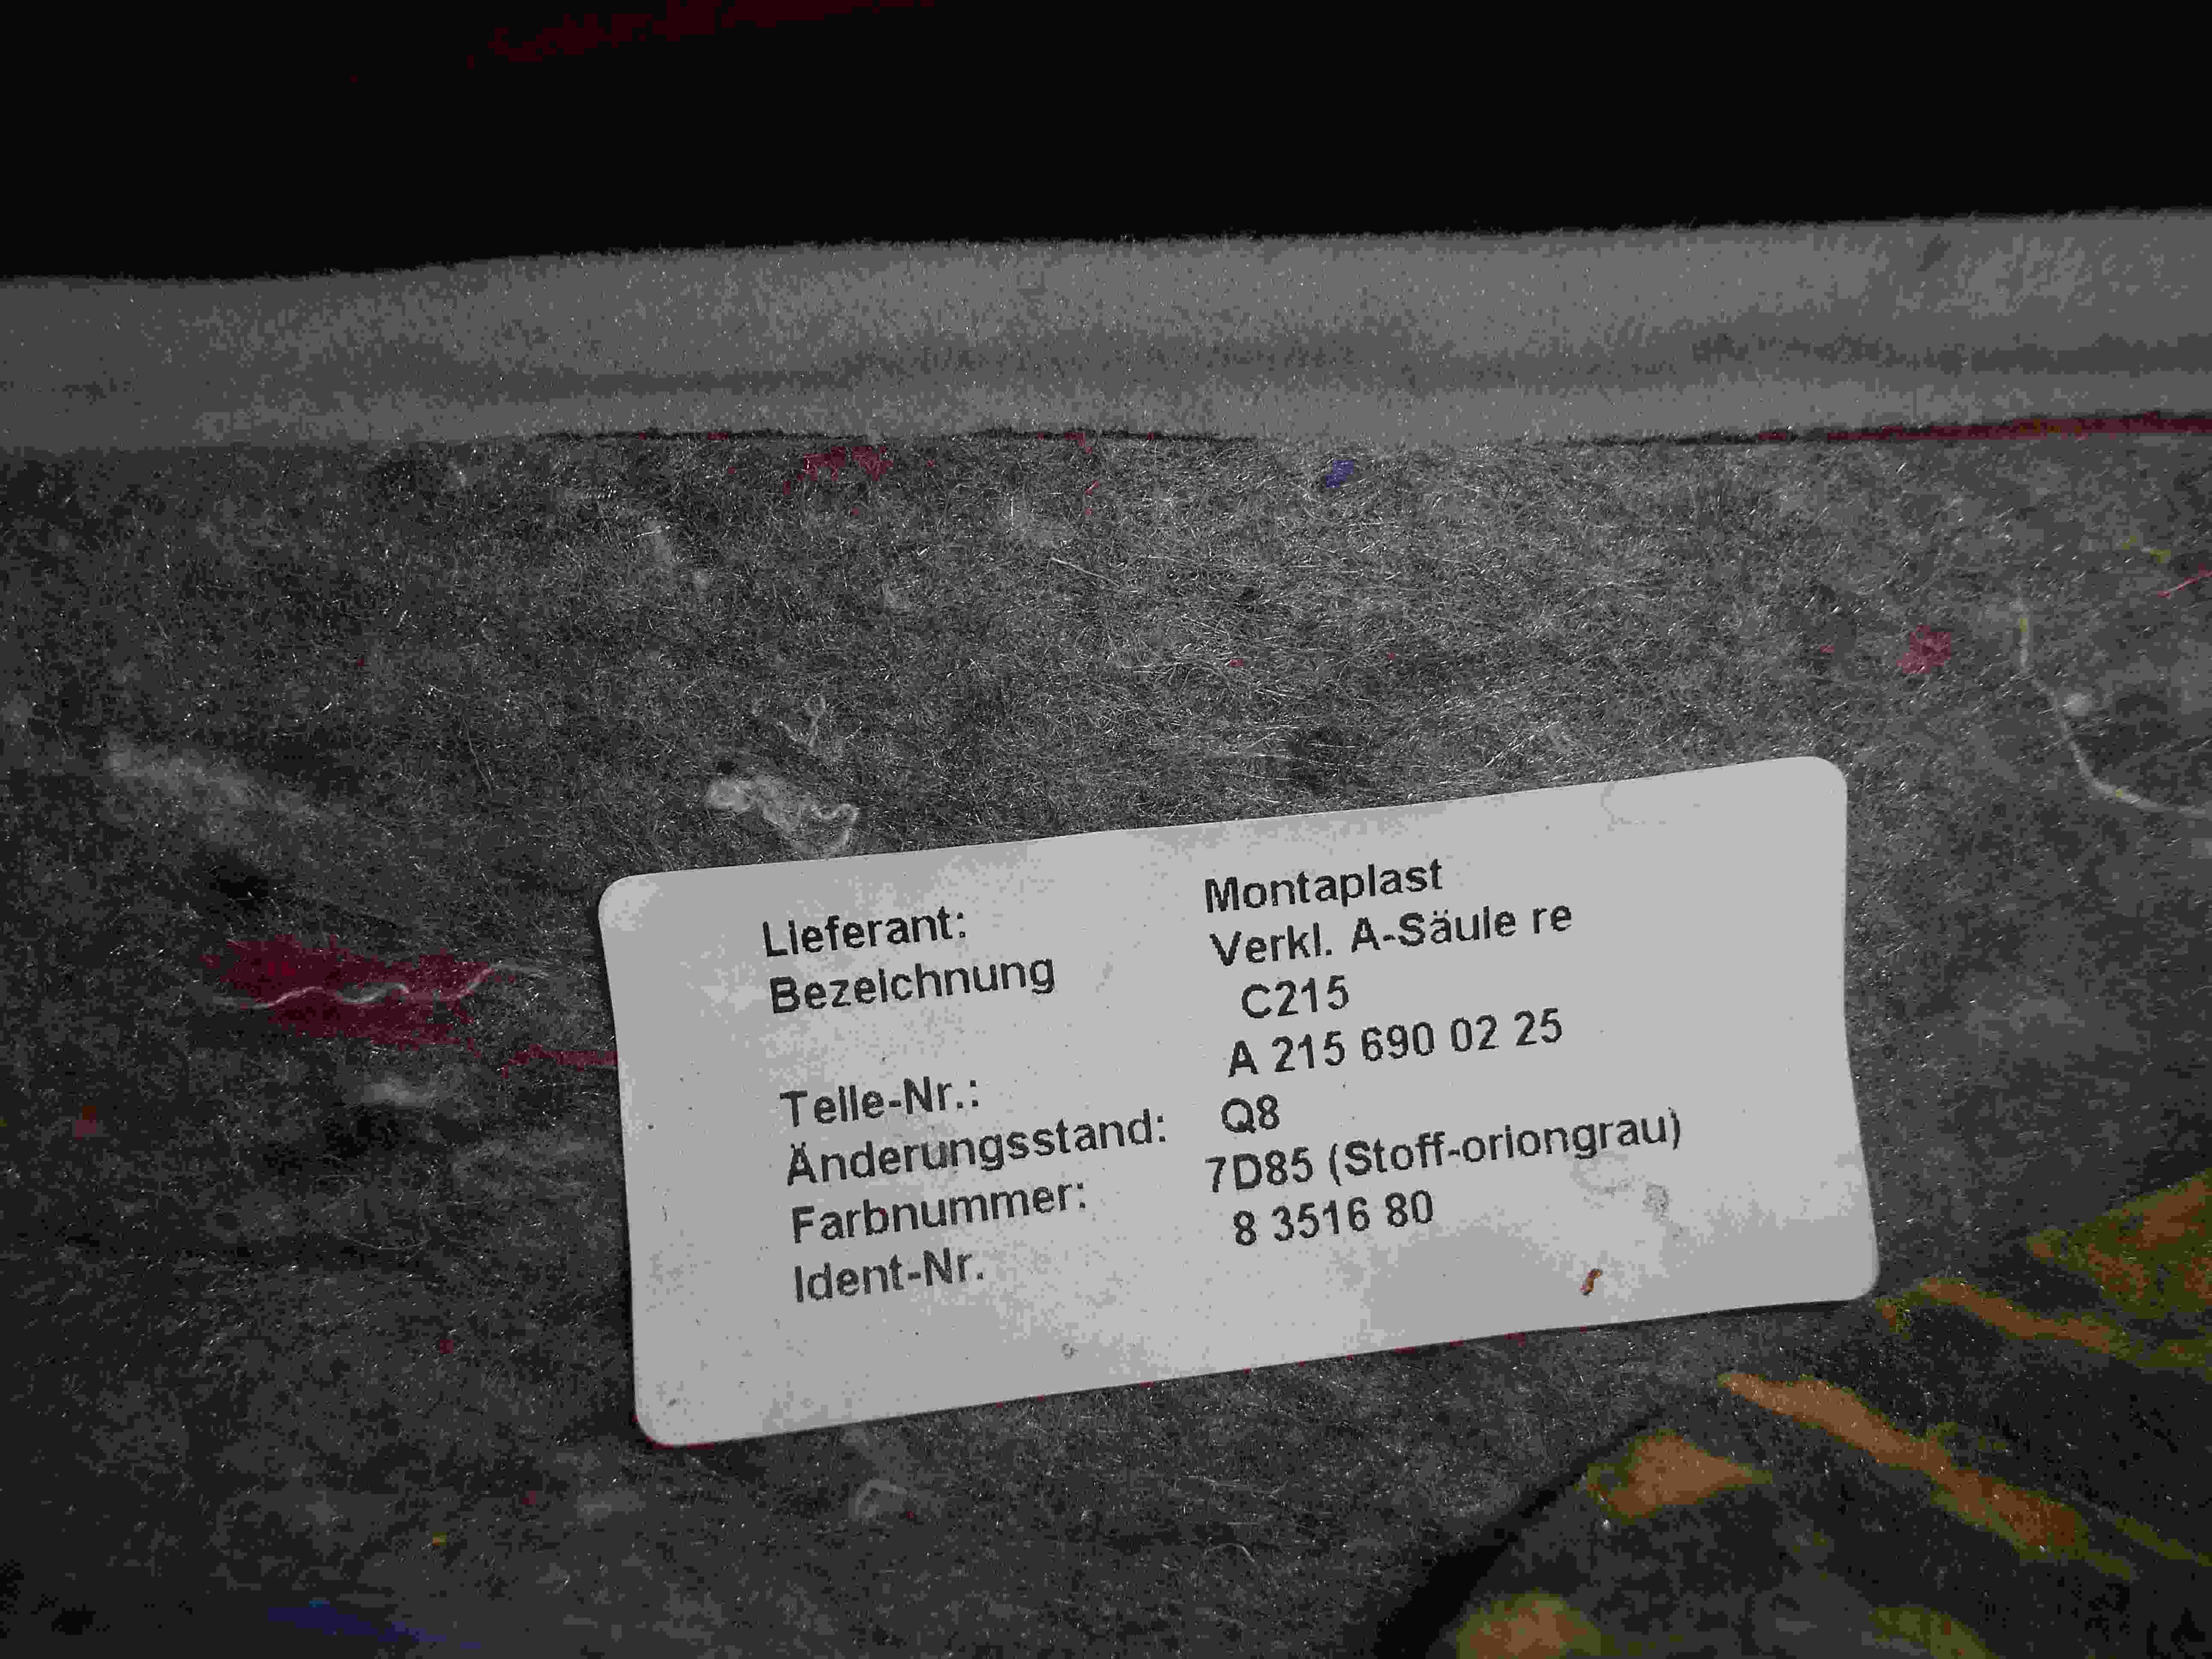 Lieferant: Montaplast
Bezeichnung Verkl. A-Säule re
C215
Teile-Nr.: A 215 690 02 25
Änderungsstand: Q8
Farbnummer: 7D85 (Stoff-oriongrau)
Ident-Nr. 8 3516 80